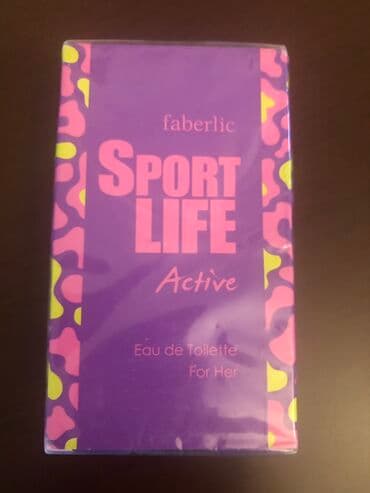 faberlic
SPORT
LIFE
Active
Eau de Toilette
For Her